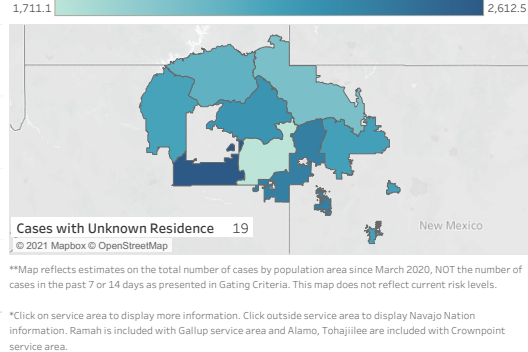 1,711.1
2,612.5
Cases with Unknown Residence 19
© 2021 Mapbox © OpenStreetMap
New Mexico
**Map reflects estimates on the total number of cases by population area since March 2020, NOT the number of
cases in the past 7 or 14 days as presented in Gating Criteria. This map does not reflect current risk levels.
*Click on service area to display more information. Click outside service area to display Navajo Nation
information. Ramah is included with Gallup service area and Alamo, Tohajiilee are included with Crownpoint
service area.